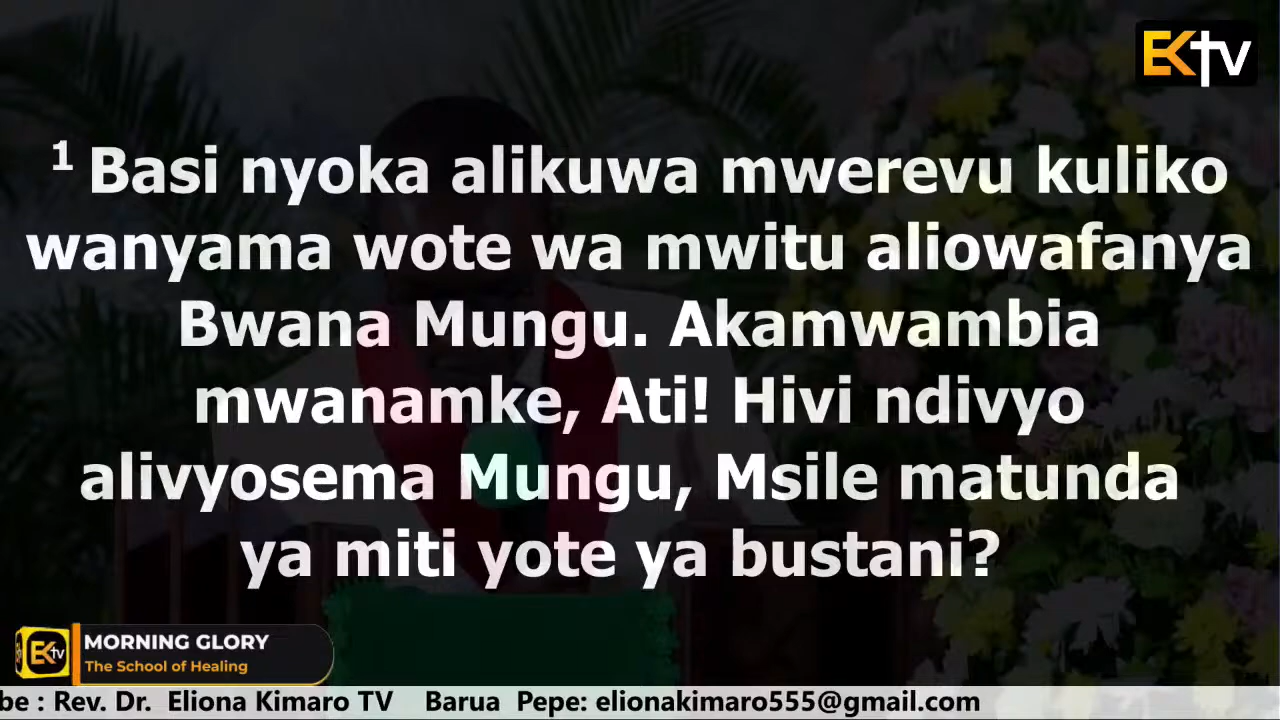 EKTV
1 Basi nyoka alikuwa mwerevu kuliko
wanyama wote wa mwitu aliowafanya
Bwana Mungu. Akamwambia
mwanamke, Ati! Hivi ndivyo
alivyosema Mungu, Msile matunda
ya miti yote ya bustani?
EKTV
MORNING GLORY
The School of Healing
be : Rev. Dr. Eliona Kimaro TV Barua Pepe: elionakimaro555@gmail.com